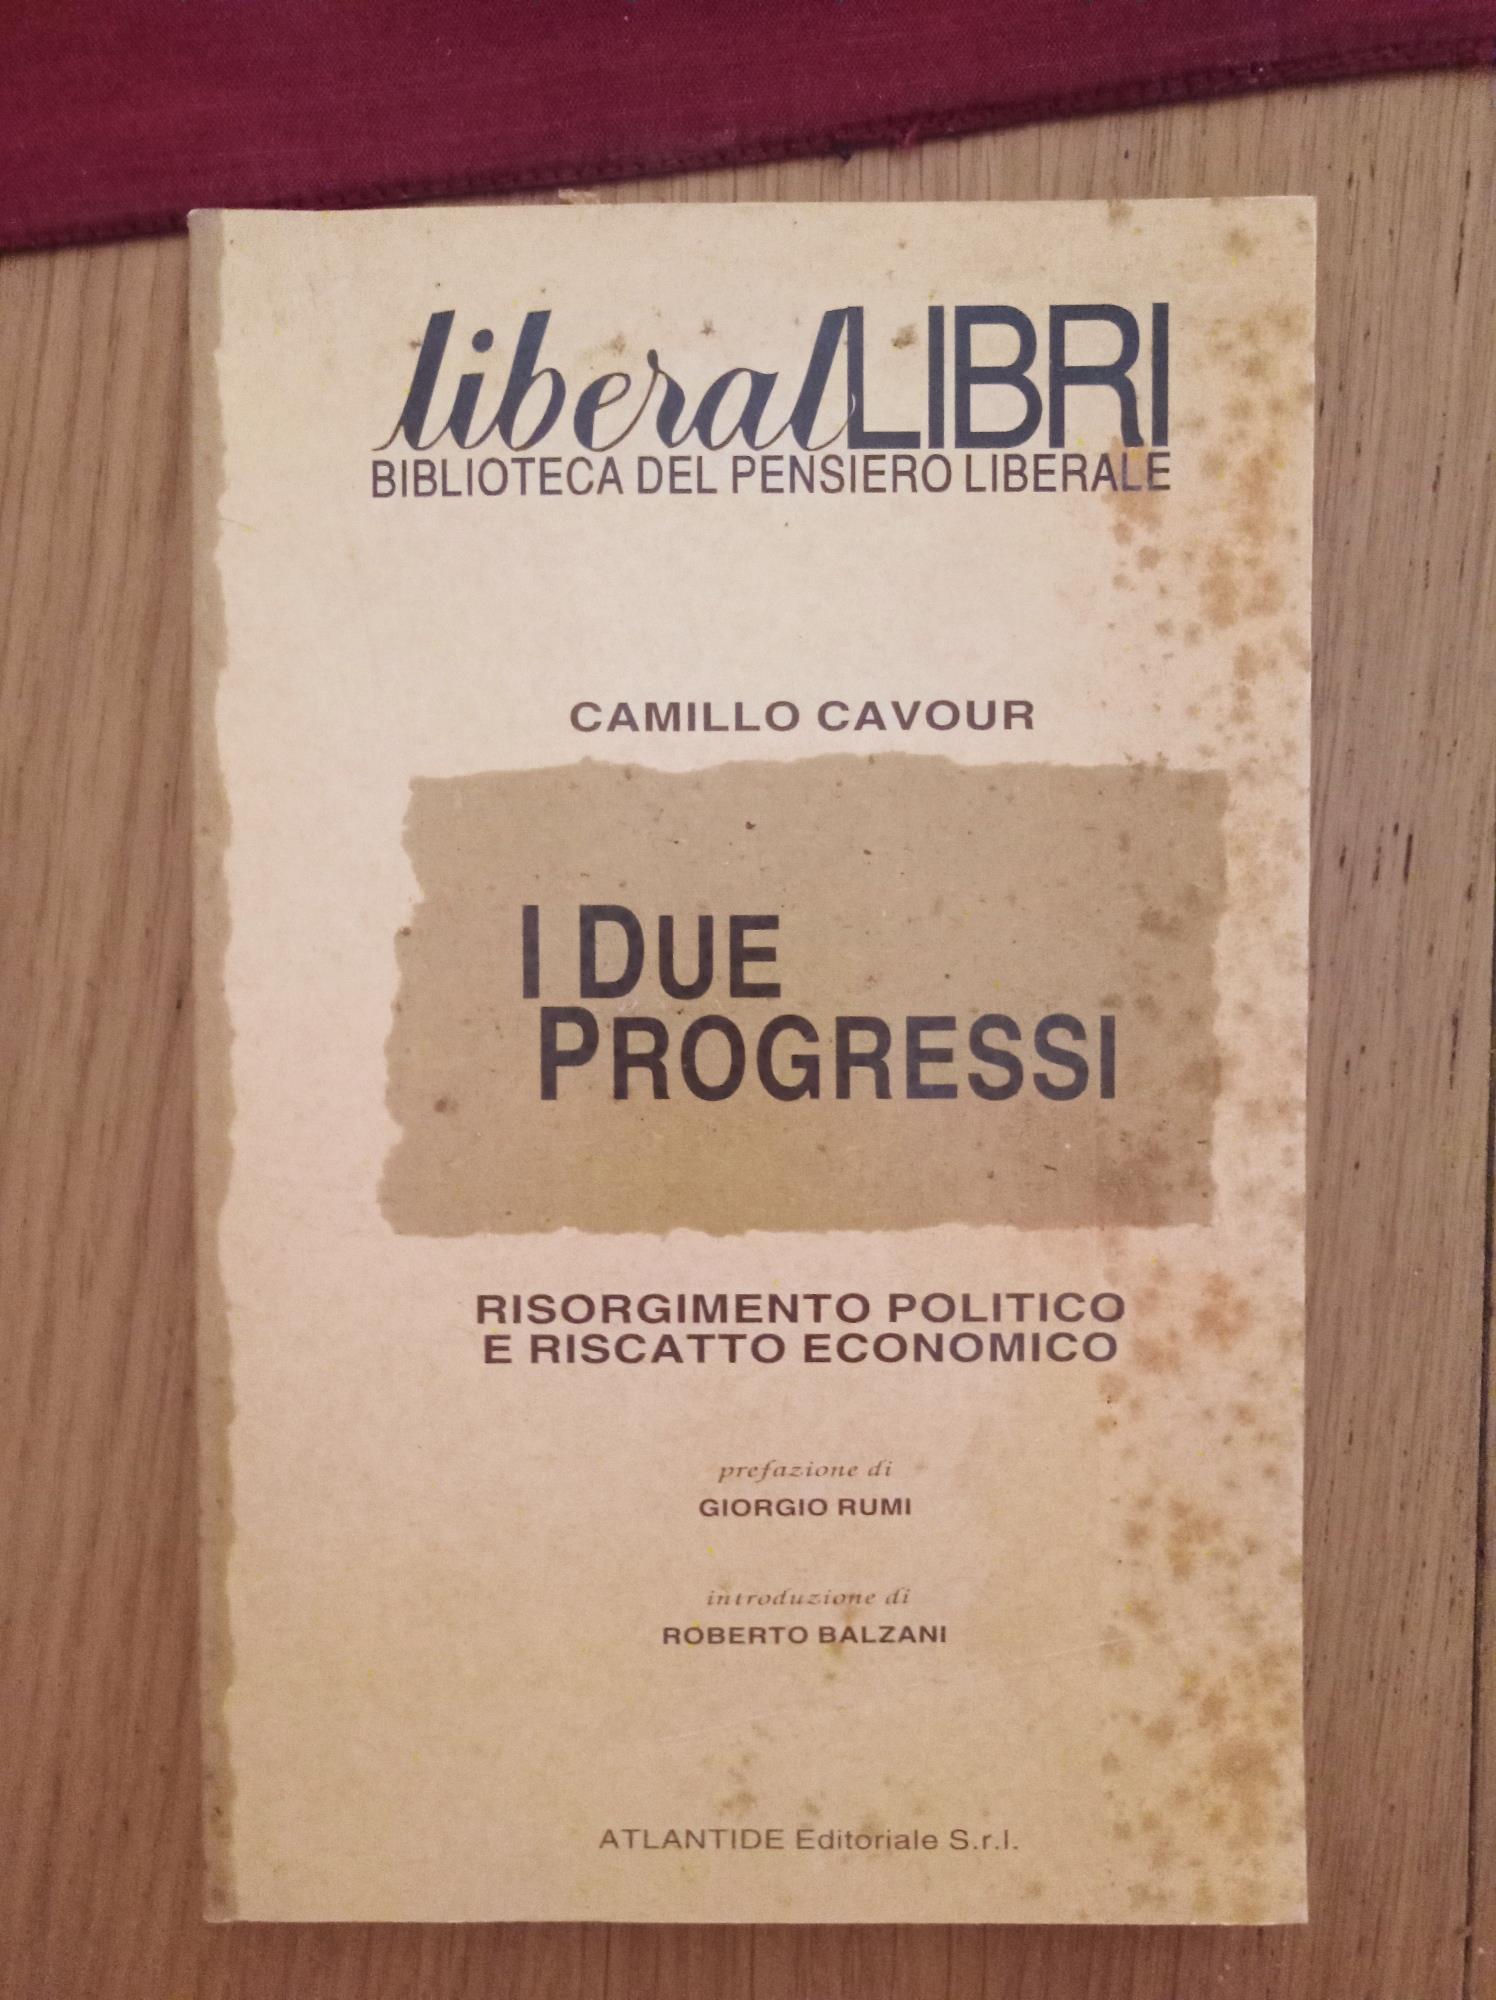 liberalLIBRI
BIBLIOTECA DEL PENSIERO LIBERALE
CAMILLO CAVOUR
I DUE
PROGRESSI
RISORGIMENTO POLITICO
E RISCATTO ECONOMICO
prefazione di
GIORGIO RUMI
introduzione di
ROBERTO BALZANI
ATLANTIDE Editoriale S.r.l.